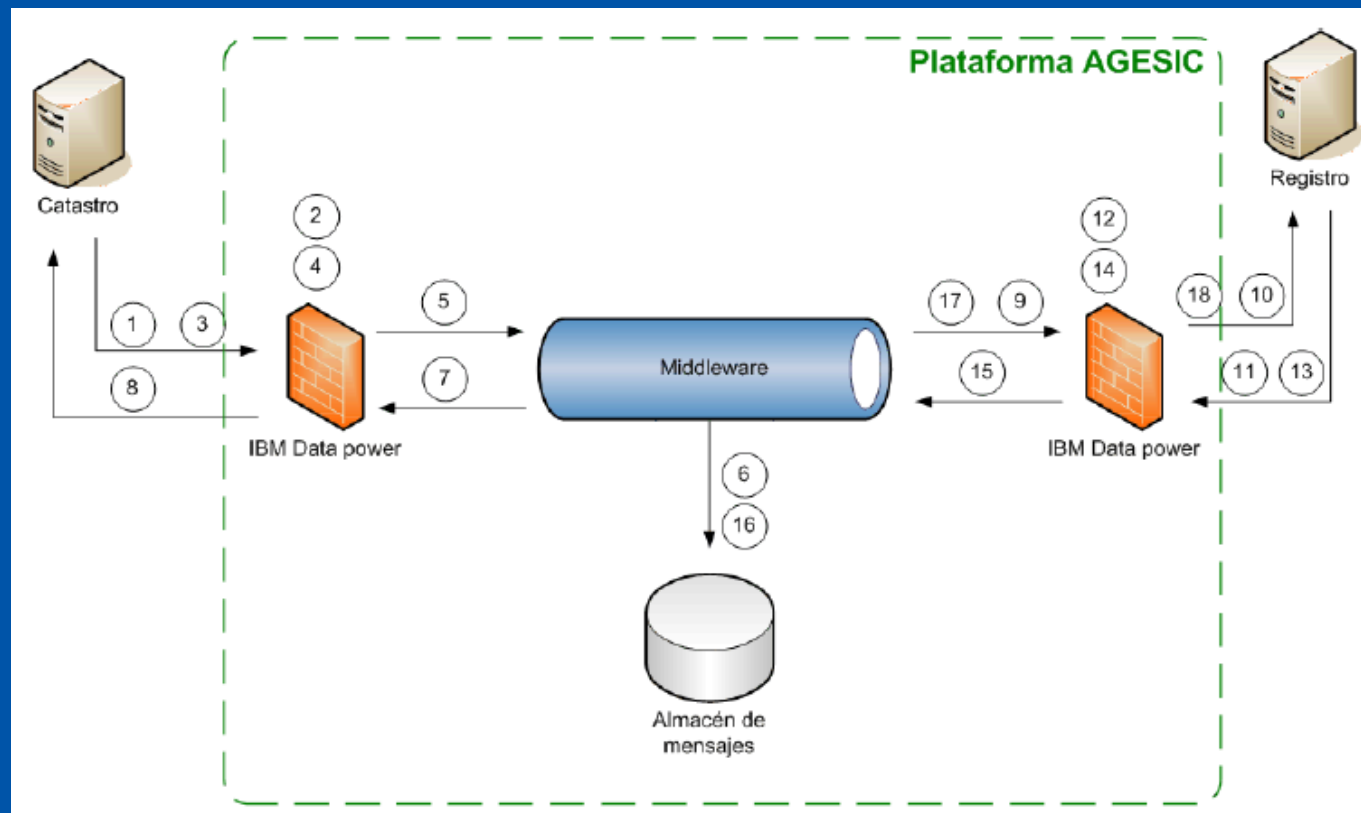 Plataforma AGESIC
Catastro
Registro
2
12
4
14
5
17 9
18 10
1 3
Middleware
7
15
11 13
8
IBM Data power
IBM Data power
6
16
Almacén de
mensajes